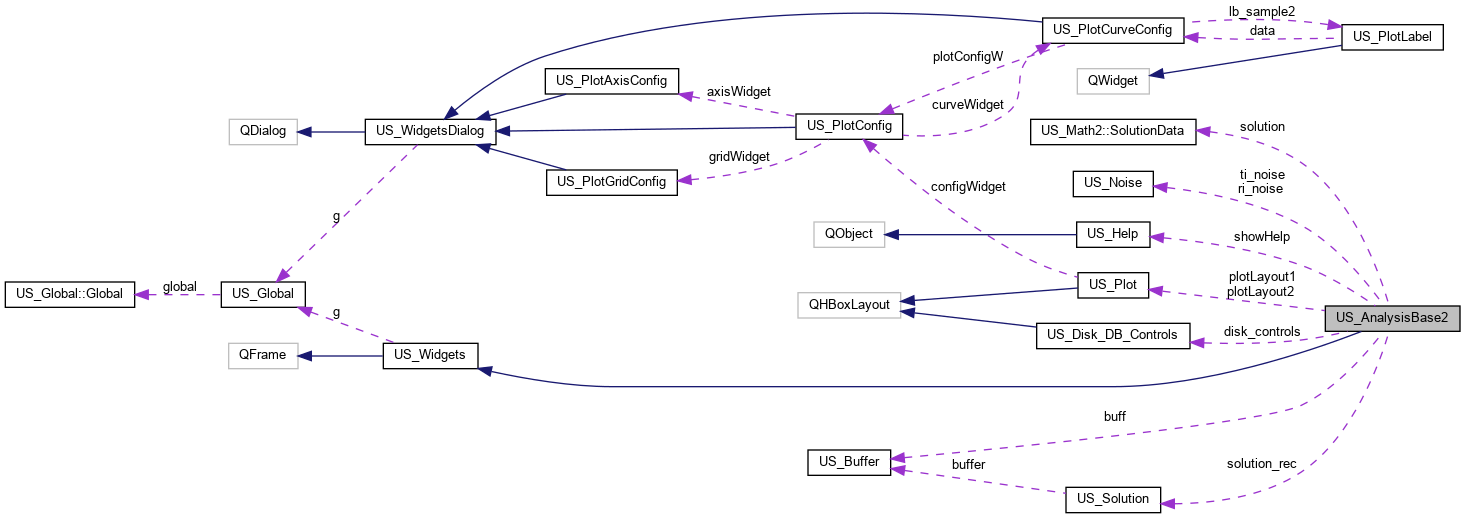 lb_sample2
US_PlotCurveConfig
data
US_PlotLabel
plotConfigW
QWidget
US_PlotAxisConfig
axisWidget
curveWidget
QDialog
US_WidgetsDialog
US_PlotConfig
US_Math2::SolutionData
solution
gridWidget
US_PlotGridConfig
configWidget
US_Noise
ti_noise
ri_noise
g
QObject
US_Help
showHelp
US_Global::Global
global
US_Global
US_Plot
plotLayout1
plotLayout2
QHBoxLayout
g
US_AnalysisBase2
US_Disk_DB_Controls
disk_controls
QFrame
US_Widgets
buff
US_Buffer
buffer
solution_rec
US_Solution